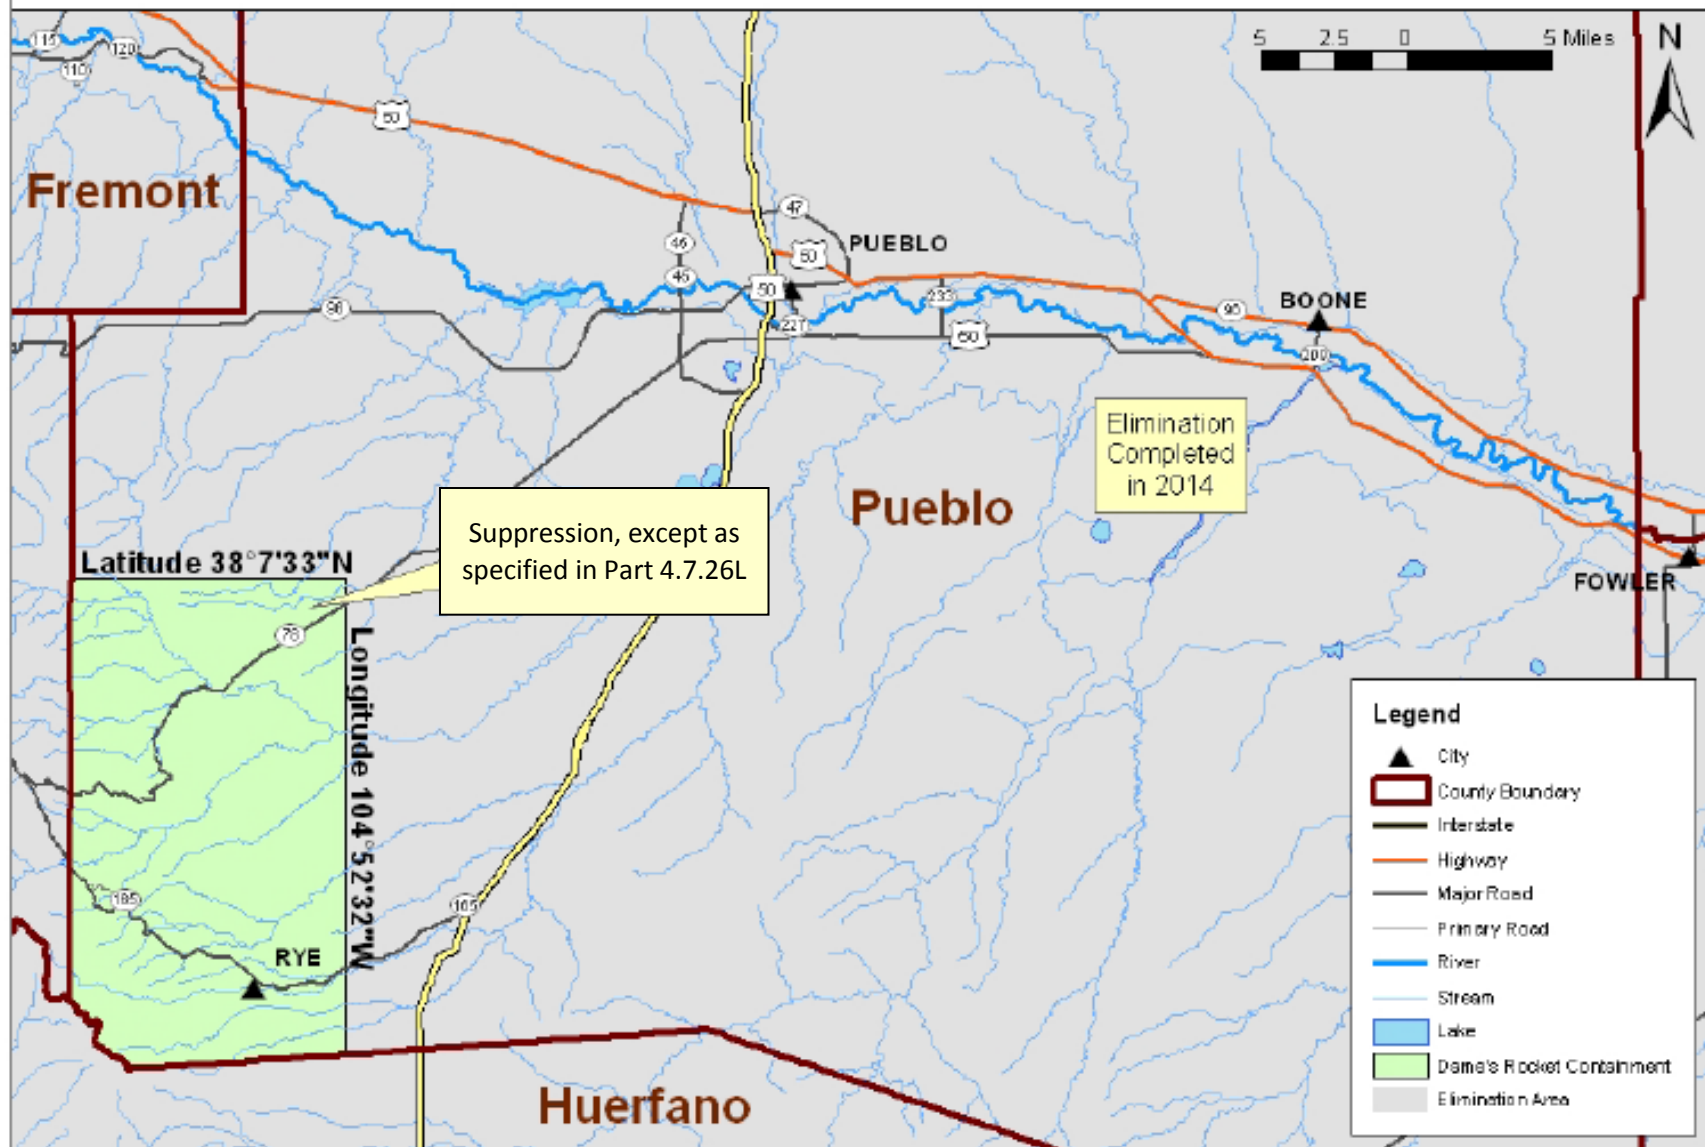 5 2.5 0 5 Miles
N
115
120
110
50
Fremont
47
46
50
PUEBLO
45
50
233
BOONE
96
96
227
50
209
Elimination
Completed
in 2014
Pueblo
Suppression, except as
specified in Part 4.7.26L
Latitude 38°7'33"N
FOWLER
78
Longitude 104°52'32"W
165
165
RYE
Huerfano
Legend
City
County Boundary
Interstate
Highway
Major Road
Primary Road
River
Stream
Lake
Dame's Rocket Containment
Elimination Area